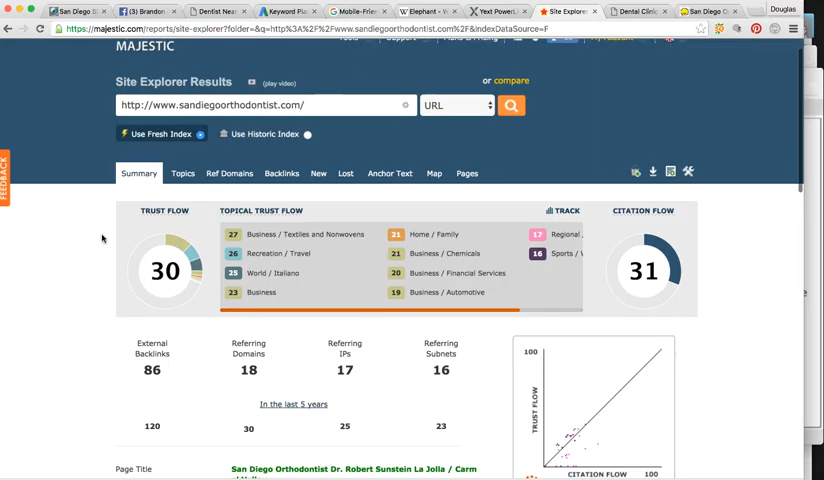 San Diego S
(3) Brandon
Dentist Near
Keyword Pla
Mobile-Frien
Elephant - W
Yext PowerL
Site Explorer
Dental Clinic
San Diego O
Douglas
https://majestic.com/reports/site-explorer?folder=&q=http%3A%2F%2Fwww.sandiegoorthodontist.com/&indexDataSource=F
MAJESTIC
Site Explorer Results
(play video)
or compare
http://www.sandiegoorthodontist.com/
URL
Use Fresh Index
Use Historic Index
FEEDBACK
Summary
Topics
Ref Domains
Backlinks
New
Lost
Anchor Text
Map
Pages
TRUST FLOW
TOPICAL TRUST FLOW
TRACK
CITATION FLOW
27 Business / Textiles and Nonwovens
21 Home / Family
17 Regional
26 Recreation / Travel
21 Business / Chemicals
16 Sports /
25 World / Italiano
20 Business / Financial Services
23 Business
19 Business / Automotive
30
31
External Backlinks
Referring Domains
Referring IPs
Referring Subnets
86
18
17
16
In the last 5 years
120
30
25
23
100
TRUST FLOW
CITATION FLOW
100
Page Title
San Diego Orthodontist Dr. Robert Sunstein La Jolla / Carm